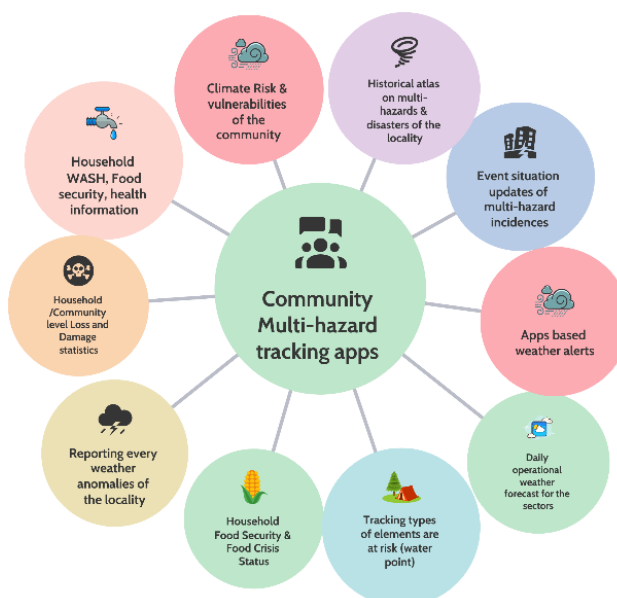 Climate Risk &
vulnerabilities
of the
community
Historical atlas
on multi-
hazards &
disasters of the
locality
Event situation
updates of
multi-hazard
incidences
Apps based
weather alerts
Daily
operational
weather
forecast for the
sectors
Tracking types
of elements are
at risk (water
point)
Household
Food Security &
Food Crisis
Status
Reporting every
weather
anomalies of
the locality
Household
/Community
level Loss and
Damage
statistics
Household
WASH, Food
security, health
information
Community
Multi-hazard
tracking apps